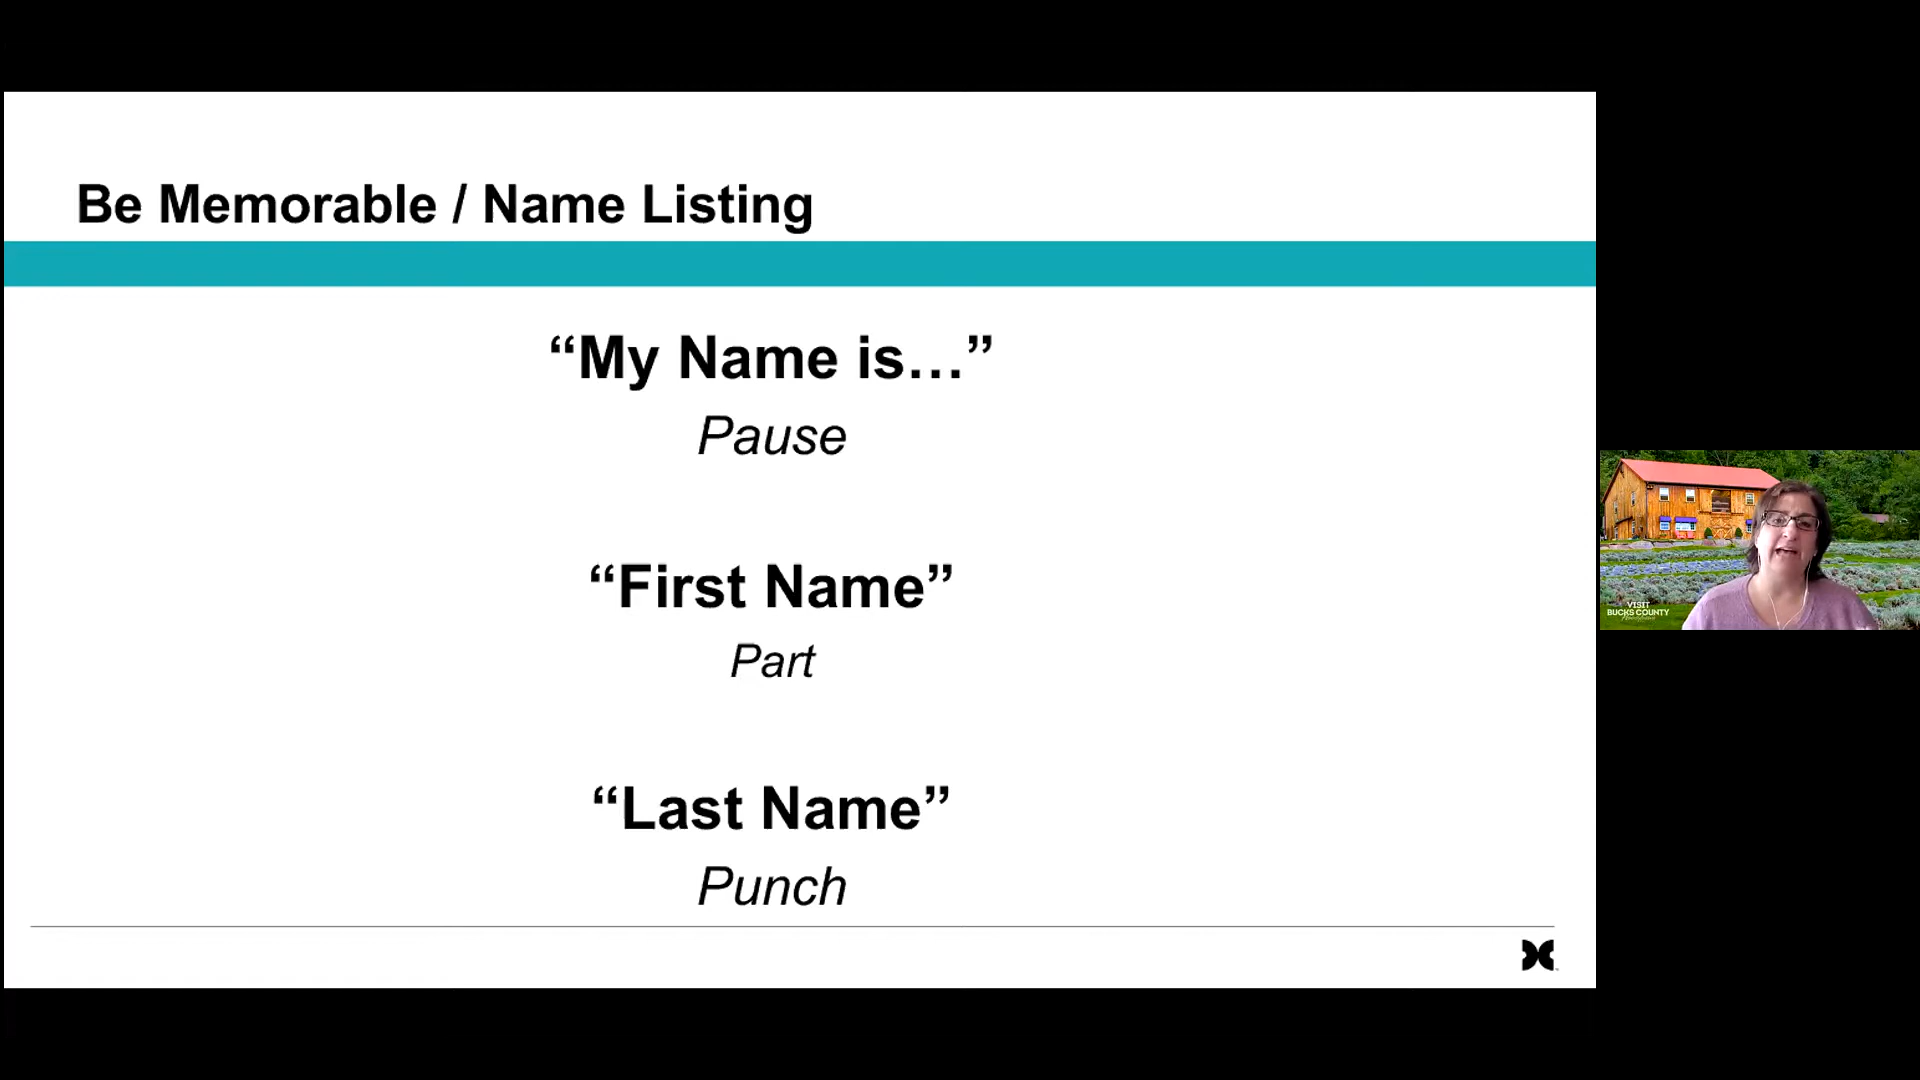 Be Memorable / Name Listing
“My Name is…”
Pause
“First Name”
Part
“Last Name”
Punch
VISIT
BUCKS COUNTY